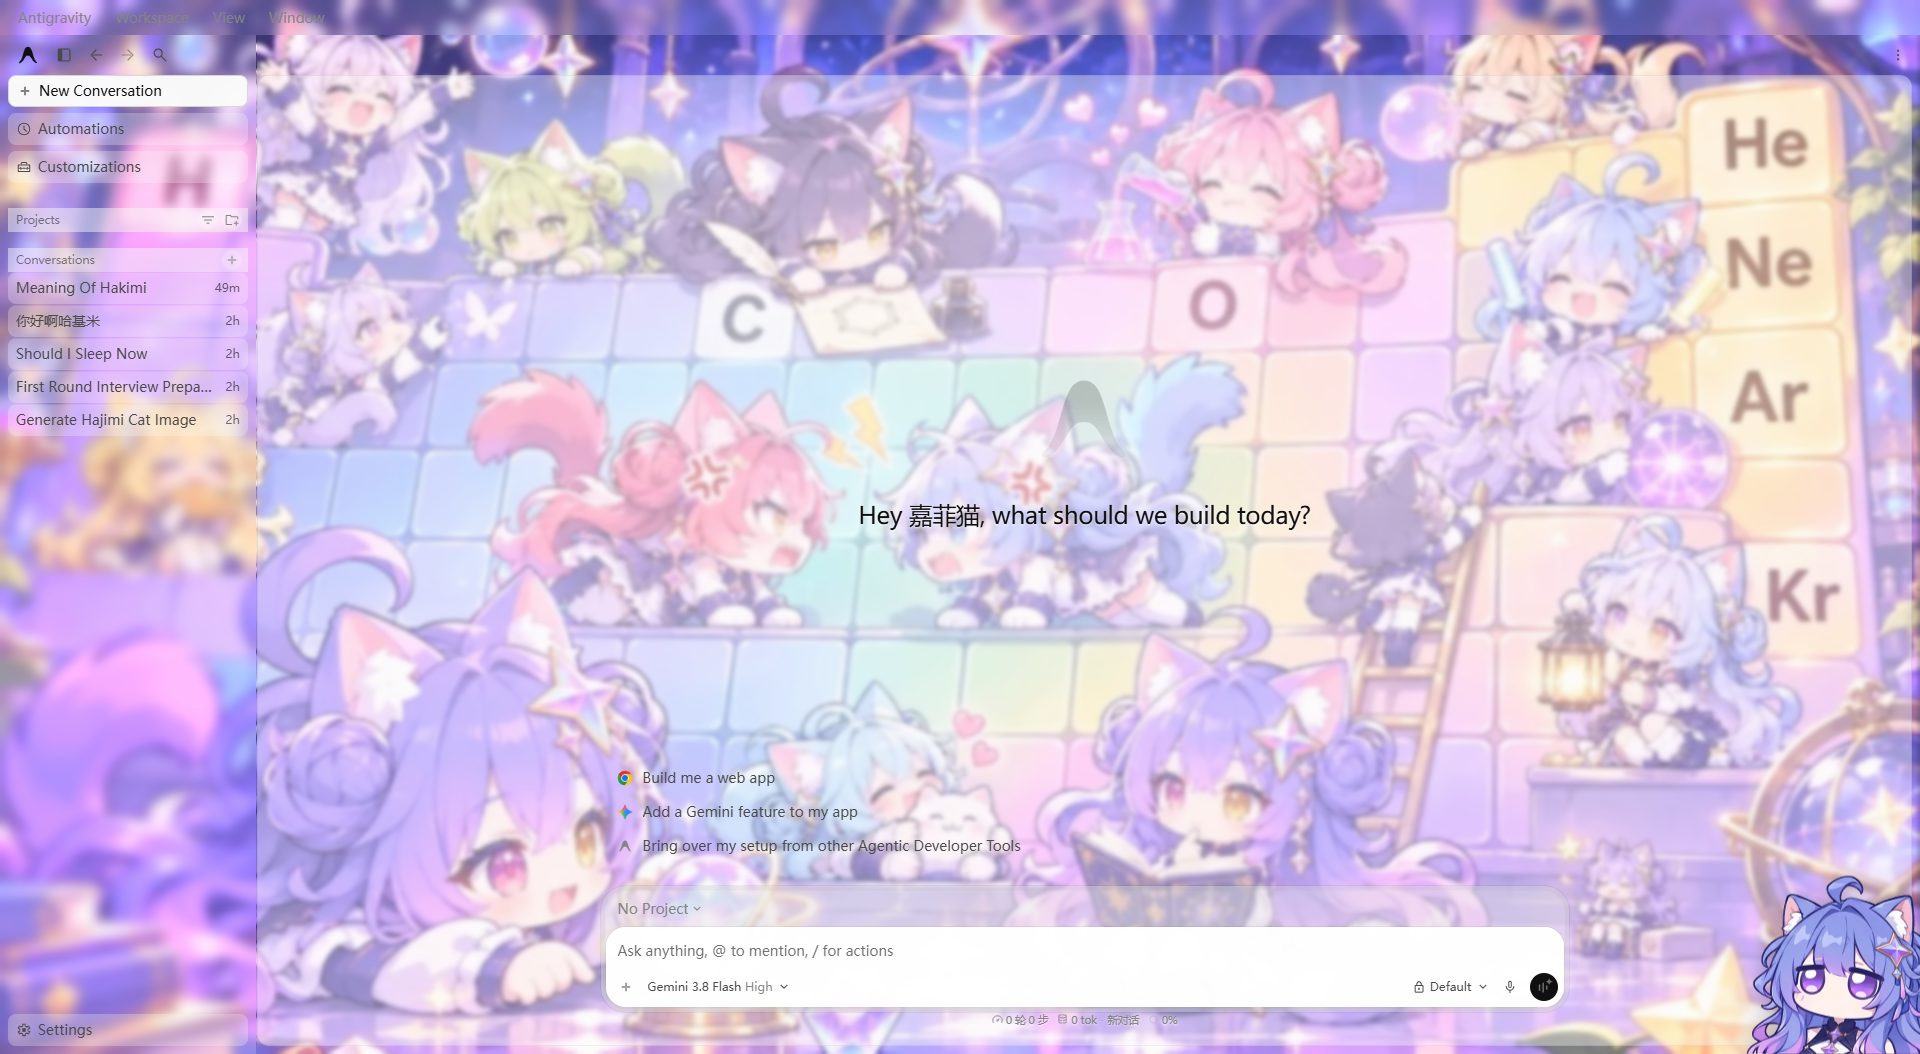 Antigravity Workspace View Window
New Conversation
Automations
Customizations
Projects
Conversations
Meaning Of Hakimi 49m
你好啊哈基米 2h
Should I Sleep Now 2h
First Round Interview Prepa... 2h
Generate Hajimi Cat Image 2h
Settings
H
He
Ne
Ar
Kr
C
O
Hey 嘉菲猫, what should we build today?
Build me a web app
Add a Gemini feature to my app
Bring over my setup from other Agentic Developer Tools
No Project
Ask anything, @ to mention, / for actions
Gemini 3.8 Flash High Default
0 轮 0 步 0 tok · 新对话 0%